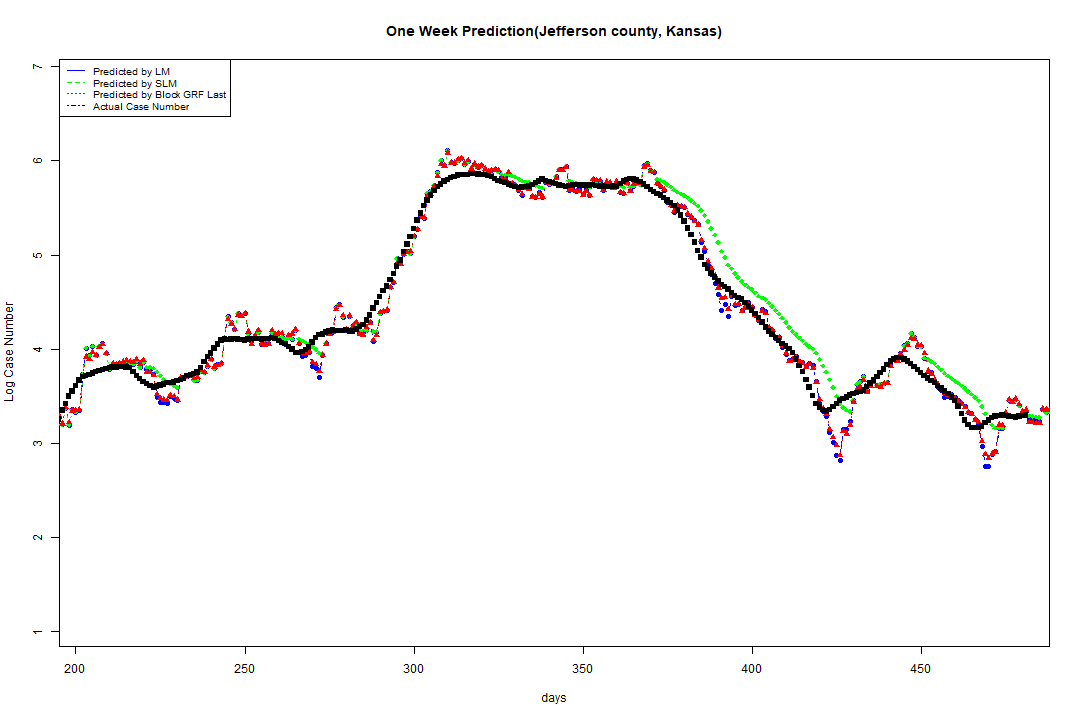 One Week Prediction(Jefferson county, Kansas)
Predicted by LM
Predicted by SLM
Predicted by Block GRF Last
Actual Case Number
7
6
5
4
3
2
1
Log Case Number
200 250 300 350 400 450
days